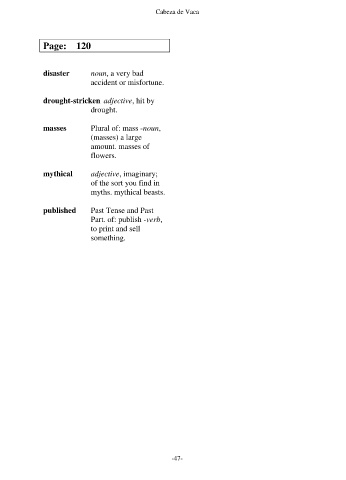 Cabeza de Vaca
Page: 120
disaster noun, a very bad
accident or misfortune.
drought-stricken adjective, hit by
drought.
masses Plural of: mass -noun,
(masses) a large
amount. masses of
flowers.
mythical adjective, imaginary;
of the sort you find in
myths. mythical beasts.
published Past Tense and Past
Part. of: publish -verb,
to print and sell
something.
-47-